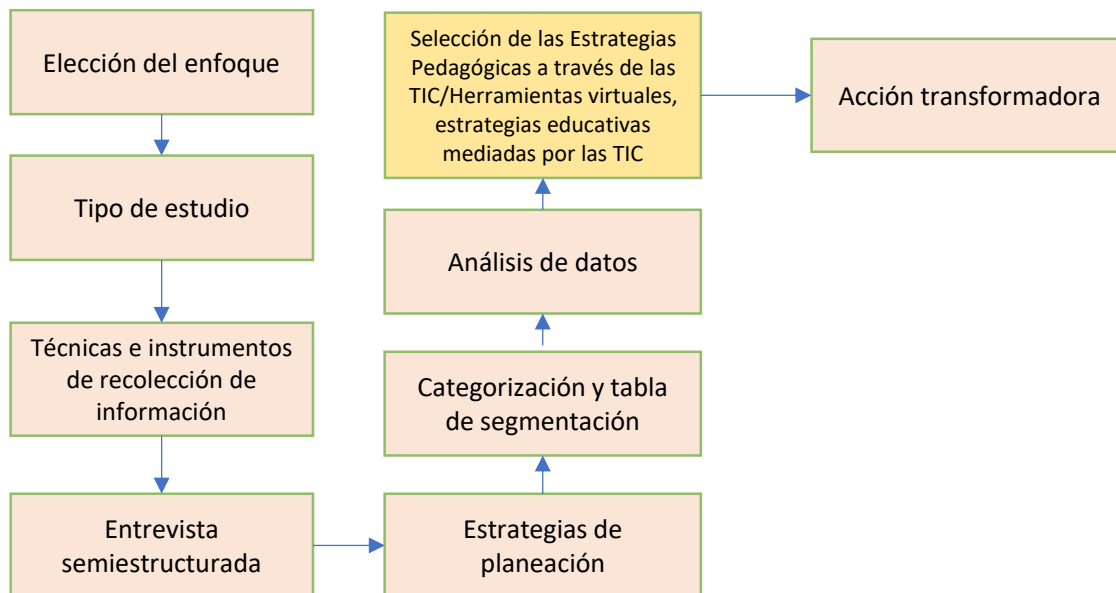 Elección del enfoque
Tipo de estudio
Técnicas e instrumentos
de recolección de
información
Entrevista
semiestructurada
Estrategias de
planeación
Categorización y tabla
de segmentación
Análisis de datos
Selección de las Estrategias
Pedagógicas a través de las
TIC/Herramientas virtuales,
estrategias educativas
mediadas por las TIC
Acción transformadora